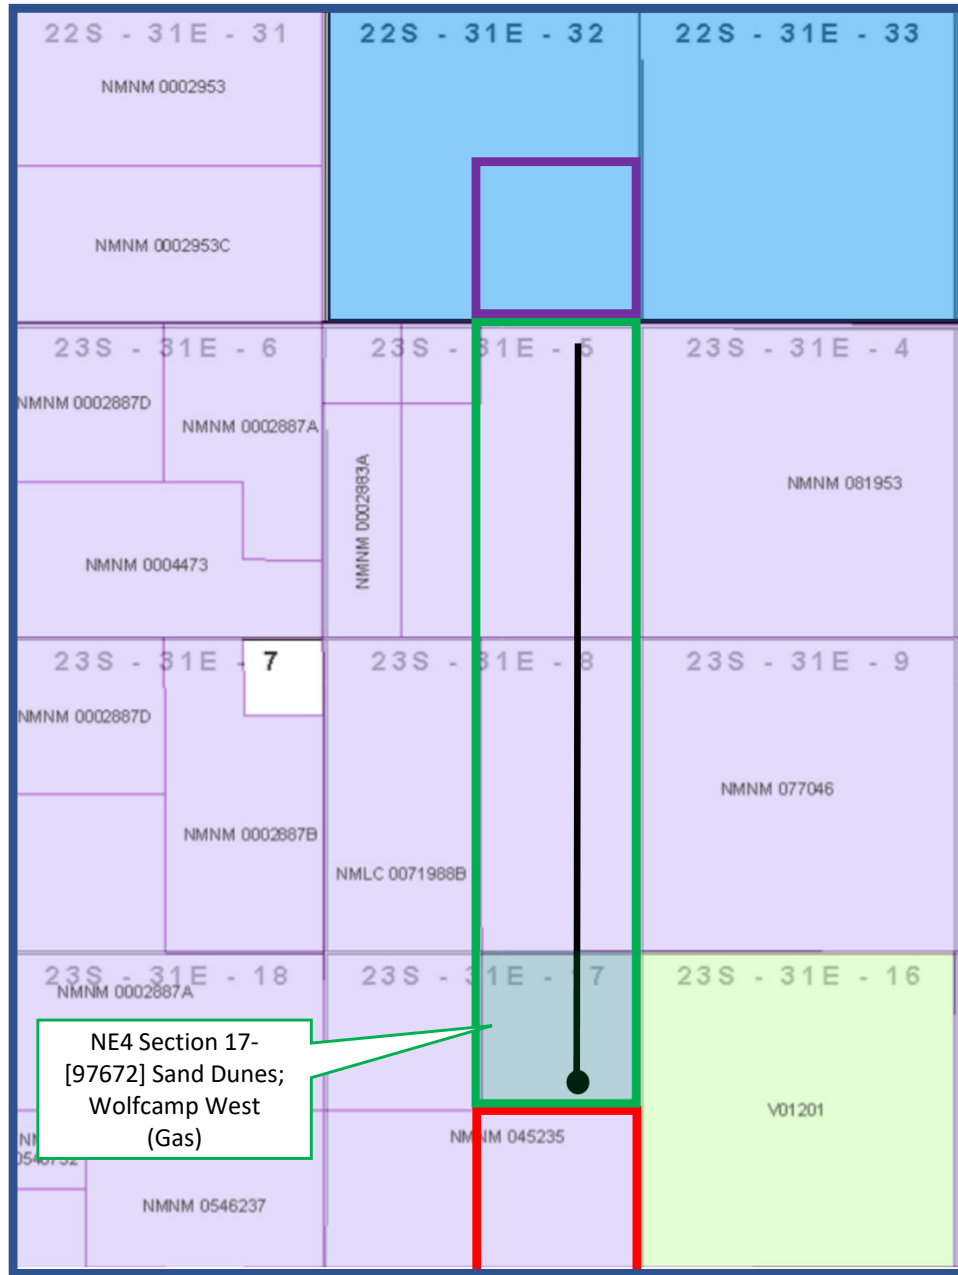 22S - 31E - 31
22S - 31E - 32
22S - 31E - 33
NMNM 0002953
NMNM 0002953C
23S - 31E - 6
23S - 31E - 5
23S - 31E - 4
NMNM 0002887D
NMNM 0002887A
NMNM 0002883A
NMNM 081953
NMNM 0004473
23S - 31E - 7
23S - 31E - 8
23S - 31E - 9
NMNM 0002887D
NMNM 077046
NMNM 0002887B
NMLC 0071988B
23S - 31E - 18
23S - 31E - 17
23S - 31E - 16
NMNM 0002887A
NE4 Section 17-
[97672] Sand Dunes;
Wolfcamp West
(Gas)
V01201
NMNM 045235
NMNM 0546237